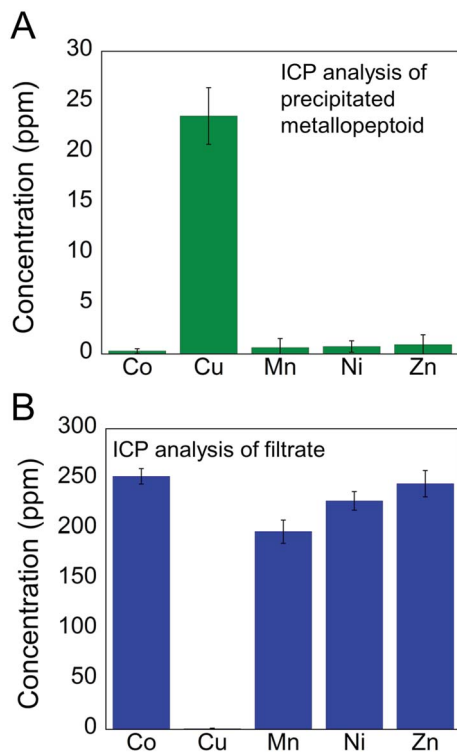 A
Concentration (ppm)
30
25
20
15
10
5
0
ICP analysis of
precipitated
metallopeptoid
Co Cu Mn Ni Zn
B
Concentration (ppm)
300
250
200
150
100
50
0
ICP analysis of filtrate
Co Cu Mn Ni Zn